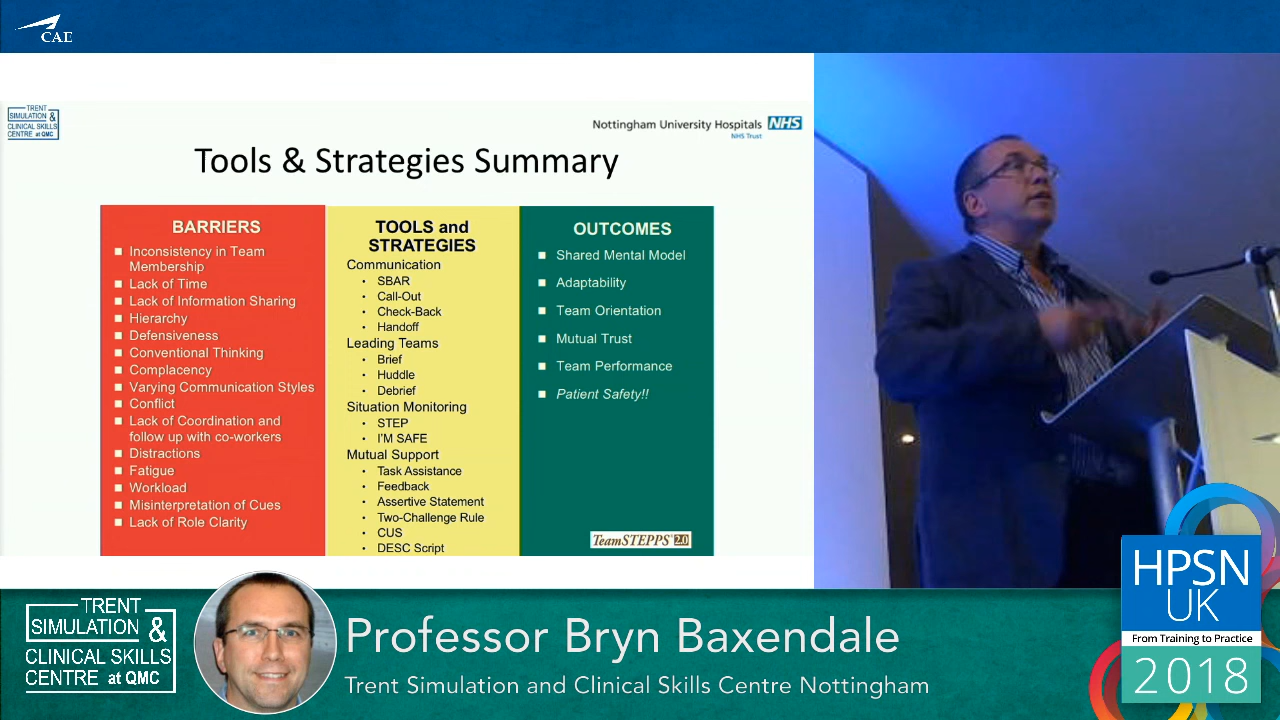 CAE
TRENT
SIMULATION &
CLINICAL SKILLS
CENTRE at QMC
Nottingham University Hospitals NHS
NHS Trust
Tools & Strategies Summary
BARRIERS
Inconsistency in Team
Membership
Lack of Time
Lack of Information Sharing
Hierarchy
Defensiveness
Conventional Thinking
Complacency
Varying Communication Styles
Conflict
Lack of Coordination and
follow up with co-workers
Distractions
Fatigue
Workload
Misinterpretation of Cues
Lack of Role Clarity
TOOLS and
STRATEGIES
Communication
• SBAR
• Call-Out
• Check-Back
• Handoff
Leading Teams
• Brief
• Huddle
• Debrief
Situation Monitoring
• STEP
• I'M SAFE
Mutual Support
• Task Assistance
• Feedback
• Assertive Statement
• Two-Challenge Rule
• CUS
• DESC Script
OUTCOMES
Shared Mental Model
Adaptability
Team Orientation
Mutual Trust
Team Performance
Patient Safety!!
TeamSTEPPS 2.0
TRENT
SIMULATION &
CLINICAL SKILLS
CENTRE at QMC
Professor Bryn Baxendale
Trent Simulation and Clinical Skills Centre Nottingham
HPSN
UK
From Training to Practice
2018